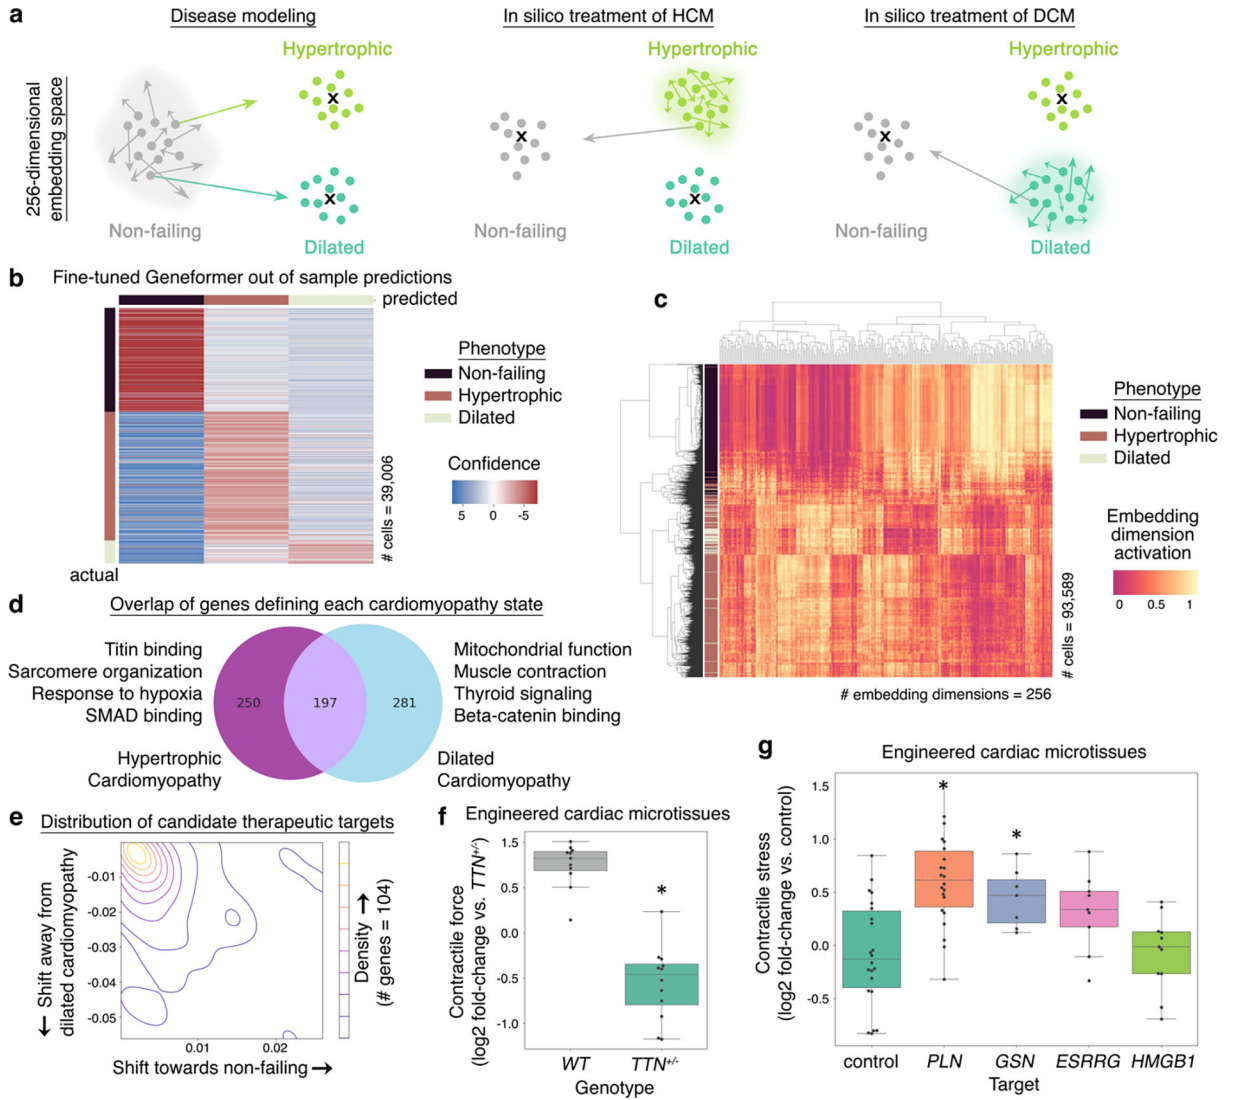 a
Disease modeling
In silico treatment of HCM
In silico treatment of DCM
256-dimensional
embedding space
Hypertrophic
x
x
Non-failing
Dilated
Hypertrophic
x
x
Non-failing
Dilated
Hypertrophic
x
x
Non-failing
Dilated
b
Fine-tuned Geneformer out of sample predictions
predicted
Phenotype
Non-failing
Hypertrophic
Dilated
Confidence
5
0
-5
# cells = 39,006
actual
c
Phenotype
Non-failing
Hypertrophic
Dilated
Embedding
dimension
activation
0
0.5
1
# cells = 93,589
# embedding dimensions = 256
d
Overlap of genes defining each cardiomyopathy state
Titin binding
Sarcomere organization
Response to hypoxia
SMAD binding
Hypertrophic
Cardiomyopathy
250
197
281
Mitochondrial function
Muscle contraction
Thyroid signaling
Beta-catenin binding
Dilated
Cardiomyopathy
e
Distribution of candidate therapeutic targets
← Shift away from
dilated cardiomyopathy
-0.01
-0.02
-0.03
-0.04
-0.05
0.01
0.02
Shift towards non-failing →
Density →
(# genes = 104)
f
Engineered cardiac microtissues
Contractile force
(log2 fold-change vs. TTN+/-)
1.5
0.5
0.0
-0.5
-1.0
*
WT
TTN+/-
Genotype
g
Engineered cardiac microtissues
Contractile stress
(log2 fold-change vs. control)
1.5
1.0
0.5
0.0
-0.5
*
*
control
PLN
GSN
ESRRG
HMGB1
Target